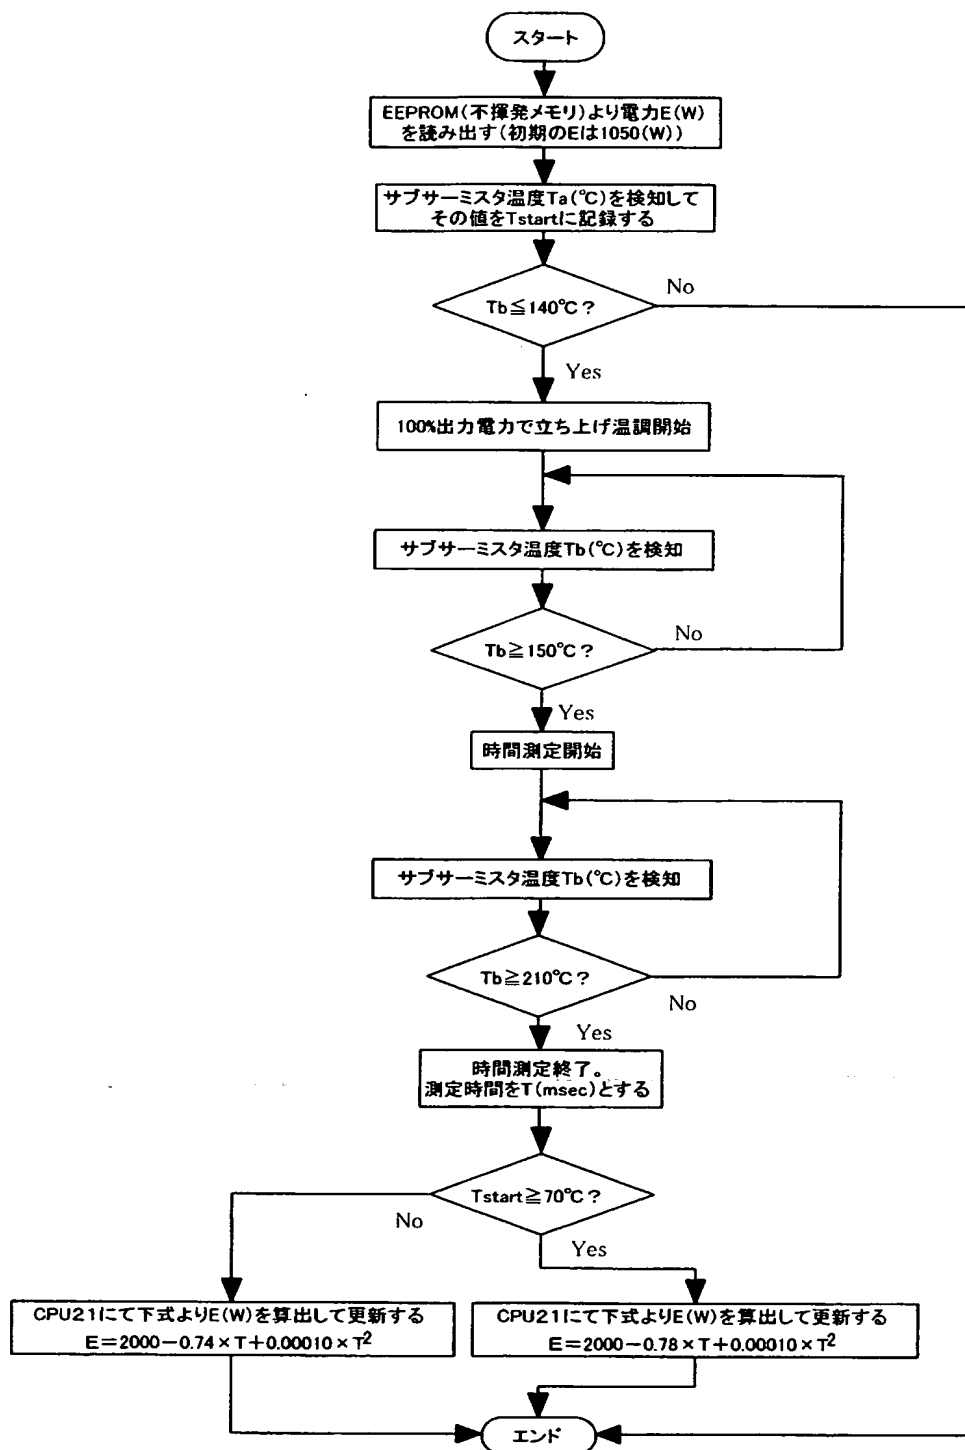 スタート
EEPROM(不揮発メモリ)より電力E(W)
を読み出す(初期のEは1050(W))
サブサーミスタ温度Ta(℃)を検知して
その値をTstartに記録する
Tb≦140℃?
No
Yes
100%出力電力で立ち上げ温調開始
サブサーミスタ温度Tb(℃)を検知
Tb≧150℃?
No
Yes
時間測定開始
サブサーミスタ温度Tb(℃)を検知
Tb≧210℃?
No
Yes
時間測定終了。
測定時間をT(msec)とする
Tstart≧70℃?
No
Yes
CPU21にて下式よりE(W)を算出して更新する
E=2000-0.74×T+0.00010×T²
CPU21にて下式よりE(W)を算出して更新する
E=2000-0.78×T+0.00010×T²
エンド